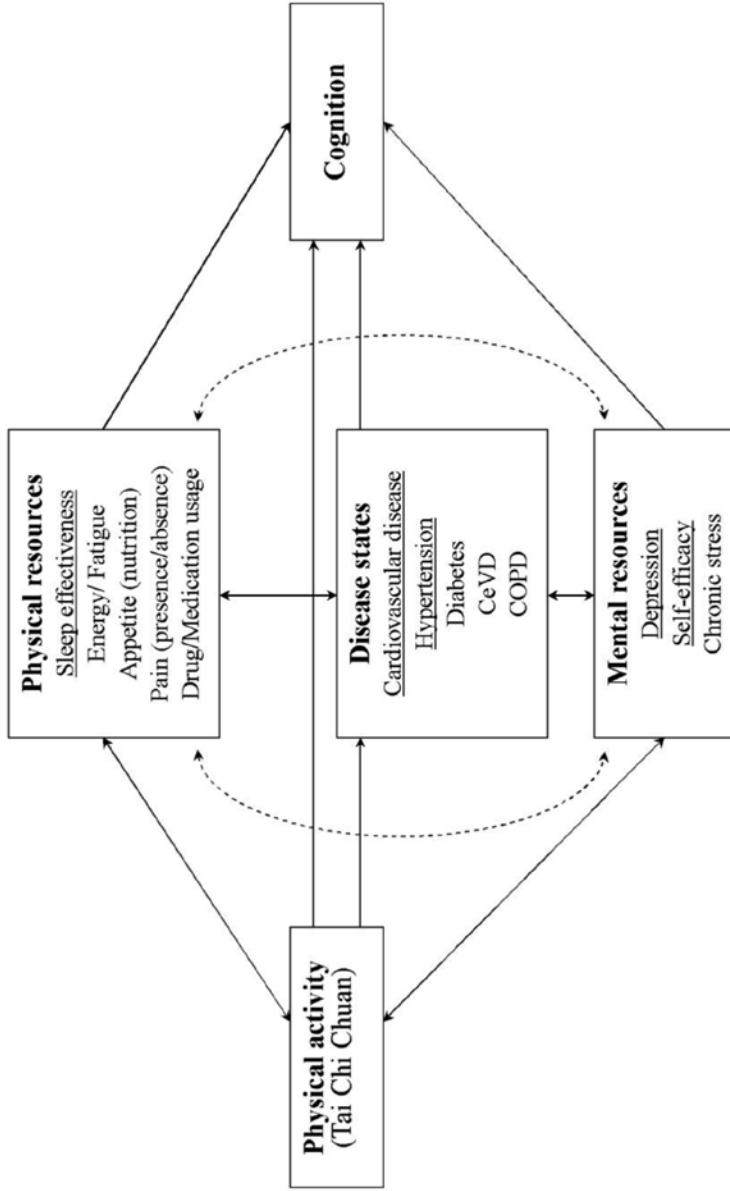 Physical activity
(Tai Chi Chuan)
Physical resources
Sleep effectiveness
Energy/ Fatigue
Appetite (nutrition)
Pain (presence/absence)
Drug/Medication usage
Disease states
Cardiovascular disease
Hypertension
Diabetes
CeVD
COPD
Mental resources
Depression
Self-efficacy
Chronic stress
Cognition